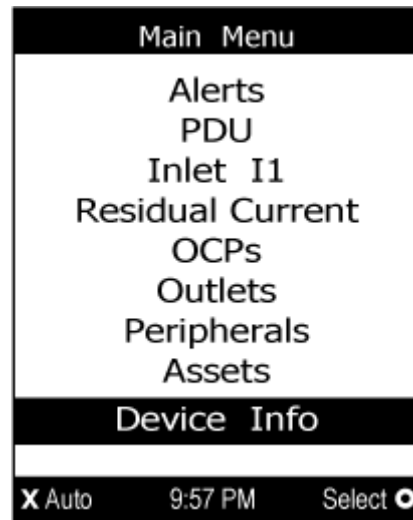 Main Menu
Alerts
PDU
Inlet I1
Residual Current
OCPs
Outlets
Peripherals
Assets
Device Info
X Auto 9:57 PM Select O